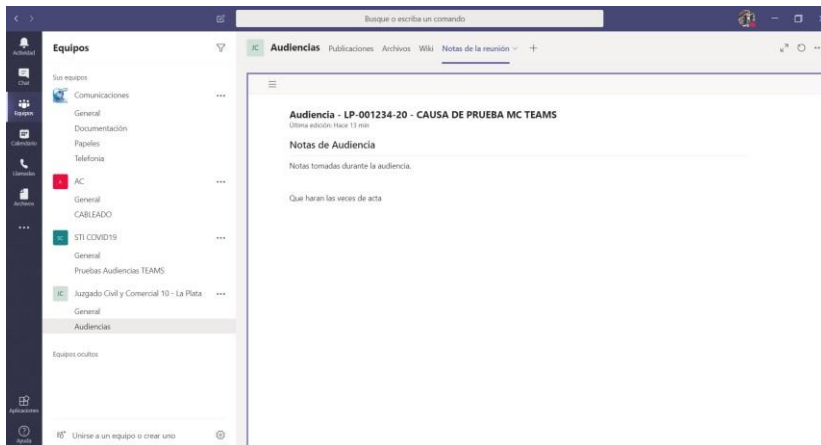 Busque o escriba un comando
Actividad
Chat
Equipos
Calendario
Llamadas
Archivos
Aplicaciones
Ayuda
Equipos
Sus equipos
Comunicaciones
General
Documentación
Papeles
Telefonia
A AC
General
CABLEADO
SC STI COVID19
General
Pruebas Audiencias TEAMS
IC Juzgado Civil y Comercial 10 - La Plata
General
Audiencias
Equipos ocultos
Unirse a un equipo o crear uno
IC Audiencias Publicaciones Archivos Wiki Notas de la reunión
Audiencia - LP-001234-20 - CAUSA DE PRUEBA MC TEAMS
Última edición: Hace 13 min
Notas de Audiencia
Notas tomadas durante la audiencia.
Que haran las veces de acta